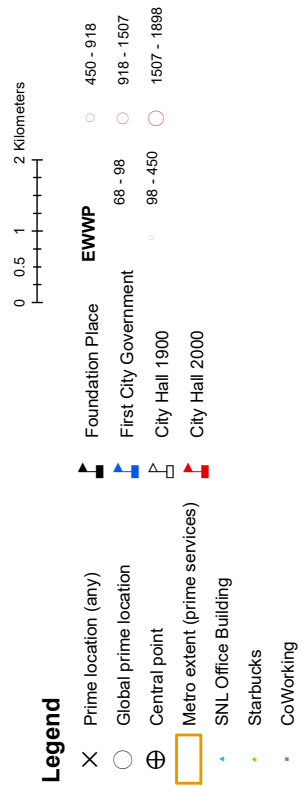 Legend
Prime location (any)
Global prime location
Central point
Metro extent (prime services)
SNL Office Building
Starbucks
CoWorking
Foundation Place
First City Government
City Hall 1900
City Hall 2000
0 0.5 1 2 Kilometers
EWWP
68 - 98
98 - 450
450 - 918
918 - 1507
1507 - 1898